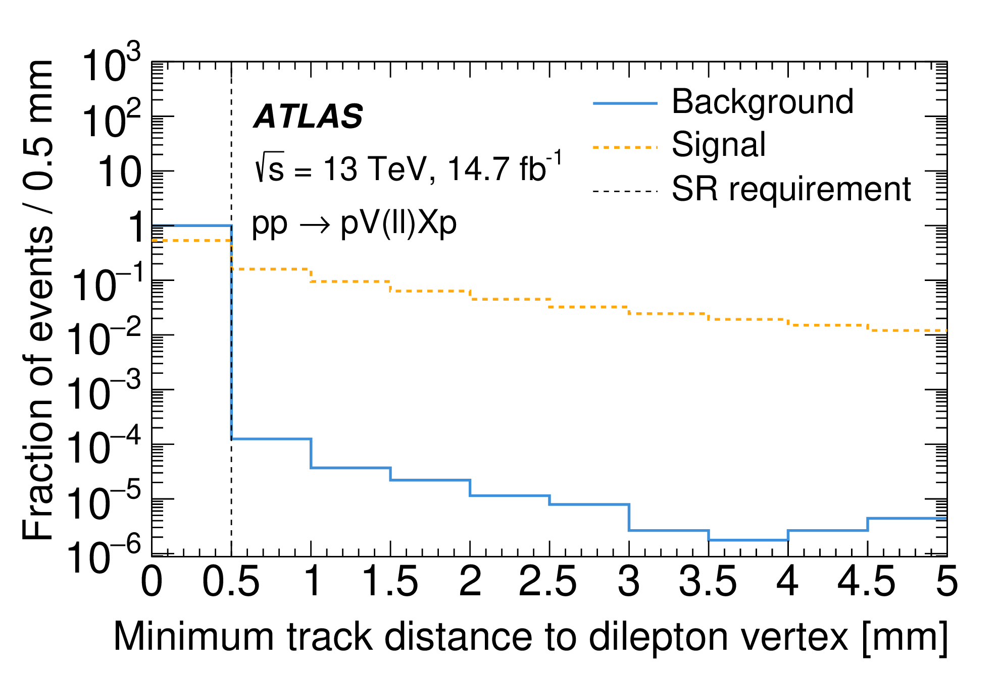 Fraction of events / 0.5 mm
10³
10²
10
1
10⁻¹
10⁻²
10⁻³
10⁻⁴
10⁻⁵
10⁻⁶
ATLAS
√s = 13 TeV, 14.7 fb⁻¹
pp → pV(ll)Xp
Background
Signal
SR requirement
0 0.5 1 1.5 2 2.5 3 3.5 4 4.5 5
Minimum track distance to dilepton vertex [mm]